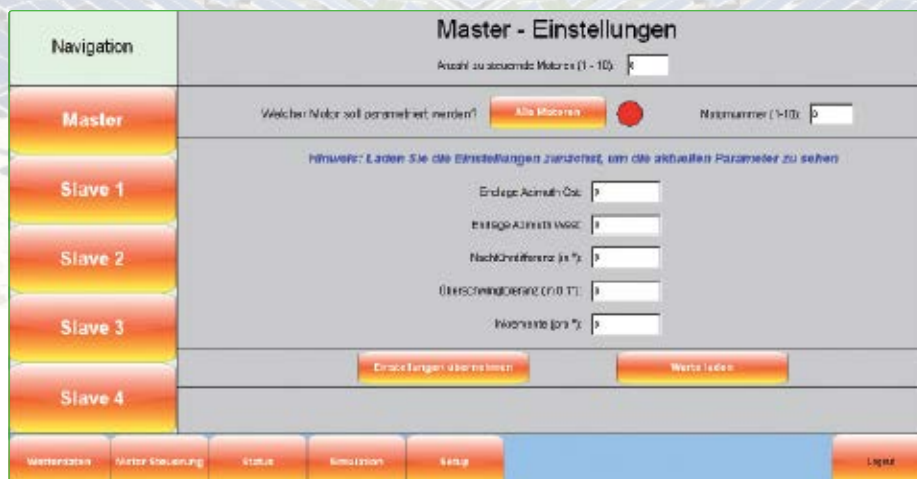 Navigation
Master - Einstellungen
Anzahl zu steuernde Motoren (1 - 10):
Master
Welcher Motor soll parametriert werden?
Alle Motoren
Motornummer (1-10):
Hinweis: Laden Sie die Einstellungen zunächst, um die aktuellen Parameter zu sehen
Slave 1
Endlage Azimuth Ost:
Endlage Azimuth West:
Slave 2
Nachführdifferenz (in °):
Überschwingtoleranz (in 0.1°):
Slave 3
Inkremente (pro °):
Einstellungen übernehmen
Werte laden
Slave 4
Wetterdaten
Motor Steuerung
Status
Simulation
Setup
Logout